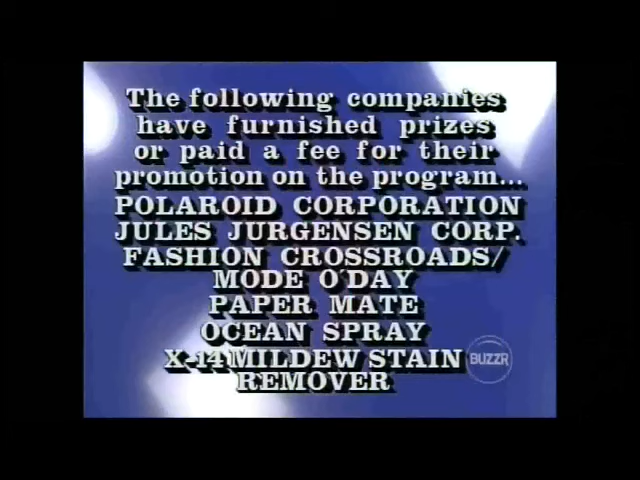 The following companies
have furnished prizes
or paid a fee for their
promotion on the program...
POLAROID CORPORATION
JULES JURGENSEN CORP.
FASHION CROSSROADS/
MODE O'DAY
PAPER MATE
OCEAN SPRAY
X-14 MILDEW STAIN
REMOVER
BUZZR